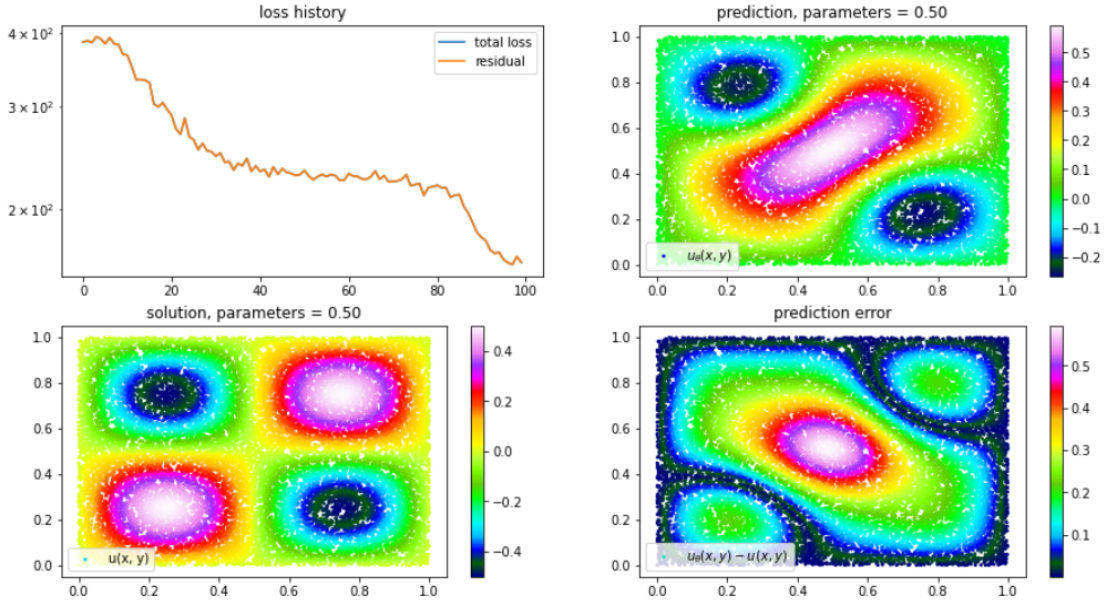 loss history
4 × 10²
3 × 10²
2 × 10²
total loss
residual
0 20 40 60 80 100
prediction, parameters = 0.50
1.0
0.8
0.6
0.4
0.2
0.0
u_θ(x, y)
0.0 0.2 0.4 0.6 0.8 1.0
0.5
0.4
0.3
0.2
0.1
0.0
−0.1
−0.2
solution, parameters = 0.50
1.0
0.8
0.6
0.4
0.2
0.0
u(x, y)
0.0 0.2 0.4 0.6 0.8 1.0
0.4
0.2
0.0
−0.2
−0.4
prediction error
1.0
0.8
0.6
0.4
0.2
0.0
u_θ(x, y) − u(x, y)
0.0 0.2 0.4 0.6 0.8 1.0
0.5
0.4
0.3
0.2
0.1